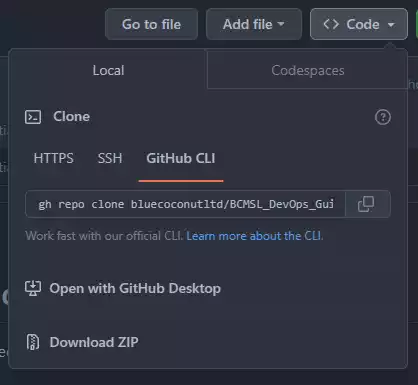 Go to file Add file Code
Local Codespaces
Clone
HTTPS SSH GitHub CLI
gh repo clone bluecoconutltd/BCMSL_DevOps_Gui
Work fast with our official CLI. Learn more about the CLI.
Open with GitHub Desktop
Download ZIP